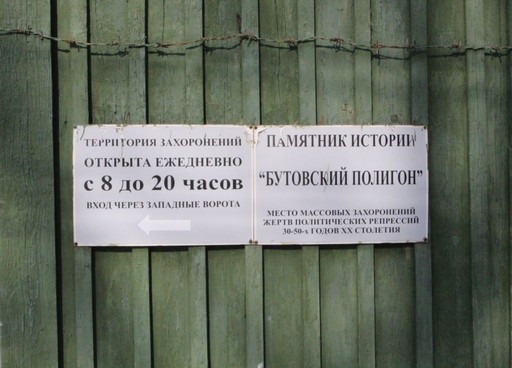 ТЕРРИТОРИЯ ЗАХОРОНЕНИЙ
ОТКРЫТА ЕЖЕДНЕВНО
с 8 до 20 часов
ВХОД ЧЕРЕЗ ЗАПАДНЫЕ ВОРОТА
ПАМЯТНИК ИСТОРИИ
“БУТОВСКИЙ ПОЛИГОН”
МЕСТО МАССОВЫХ ЗАХОРОНЕНИЙ
ЖЕРТВ ПОЛИТИЧЕСКИХ РЕПРЕССИЙ
30-50-х ГОДОВ ХХ СТОЛЕТИЯ